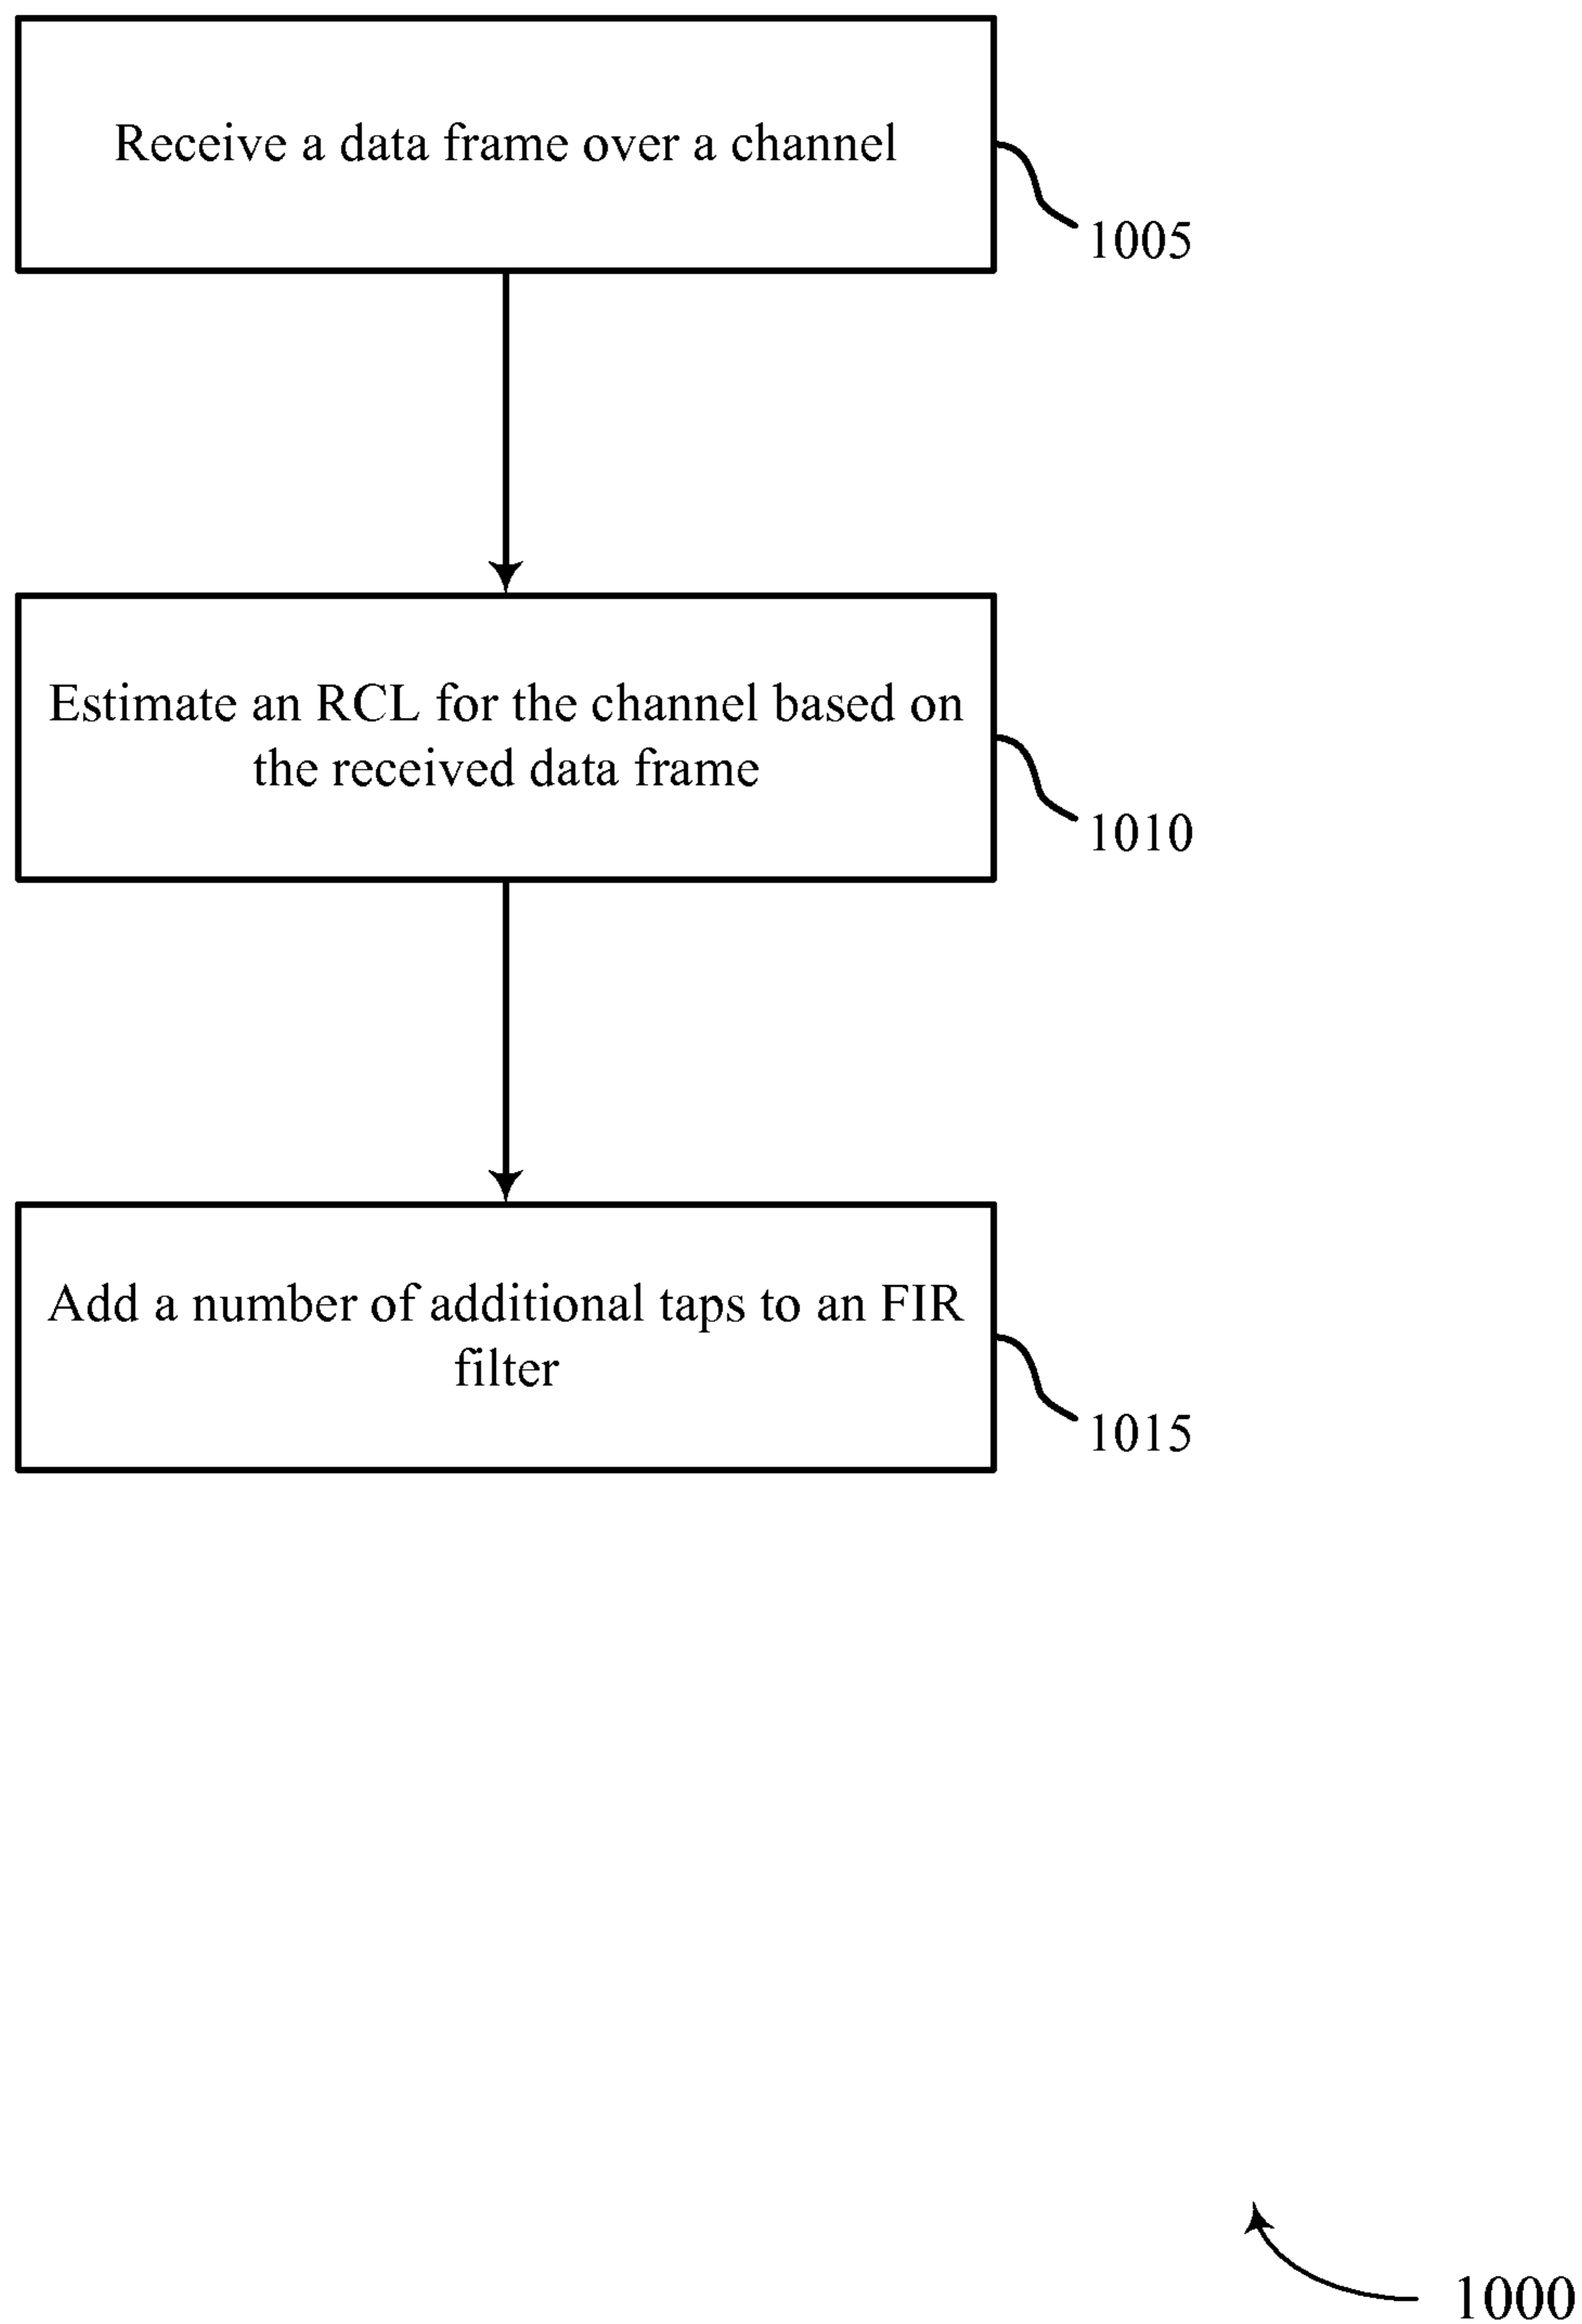 Receive a data frame over a channel
1005
Estimate an RCL for the channel based on
the received data frame
1010
Add a number of additional taps to an FIR
filter
1015
1000